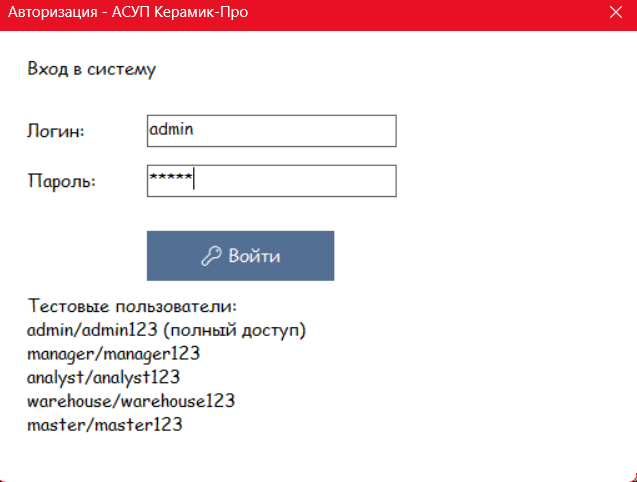 Авторизация - АСУП Керамик-Про
Вход в систему
Логин: admin
Пароль: *****
Войти
Тестовые пользователи:
admin/admin123 (полный доступ)
manager/manager123
analyst/analyst123
warehouse/warehouse123
master/master123